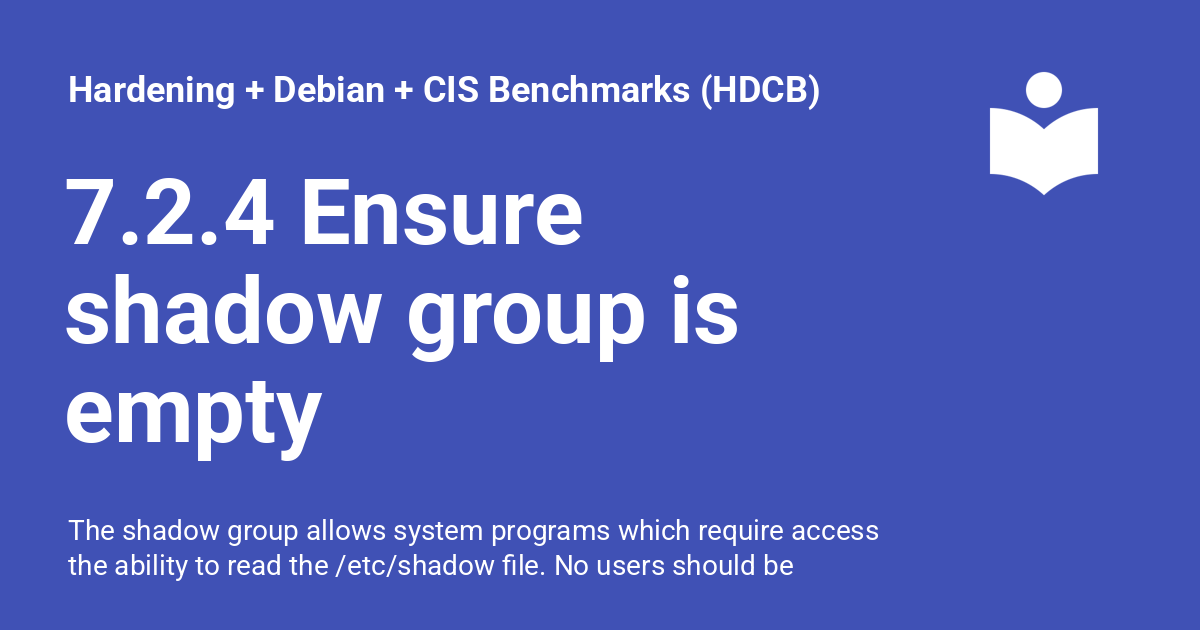 Hardening + Debian + CIS Benchmarks (HDCB)
7.2.4 Ensure
shadow group is
empty
The shadow group allows system programs which require access
the ability to read the /etc/shadow file. No users should be